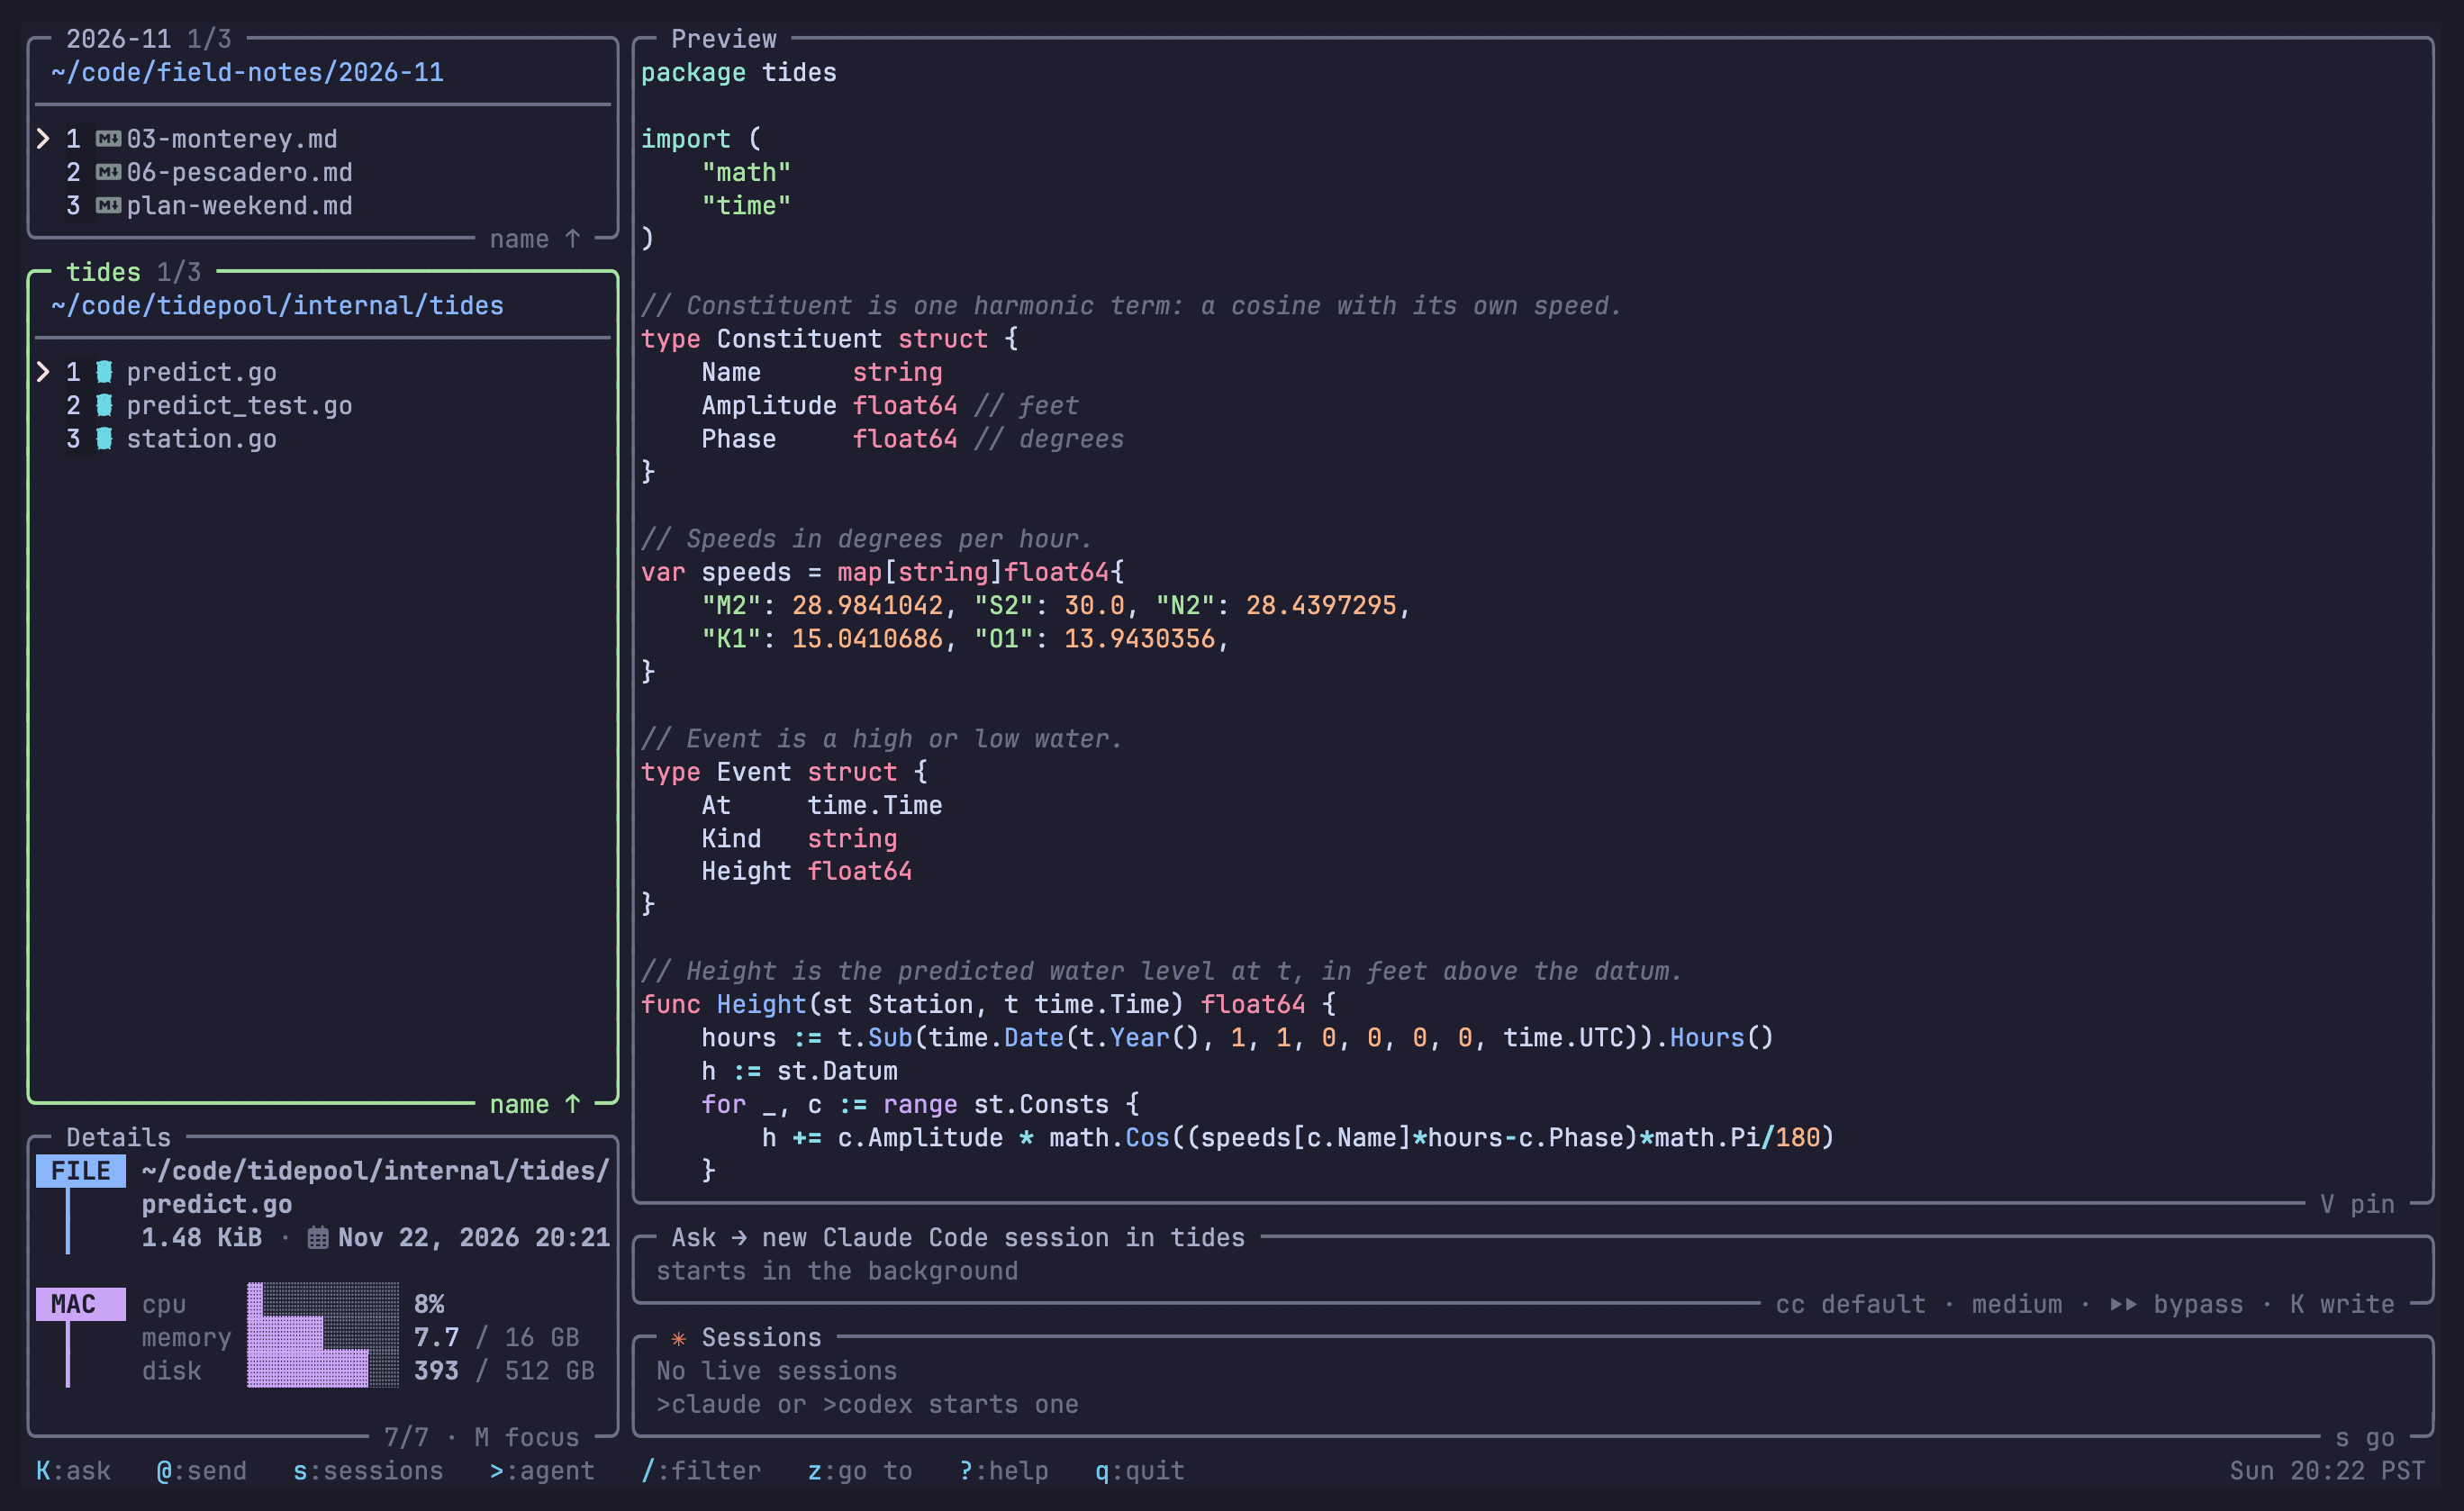 2026-11 1/3
~/code/field-notes/2026-11
1 03-monterey.md
2 06-pescadero.md
3 plan-weekend.md
name ↑
tides 1/3
~/code/tidepool/internal/tides
1 predict.go
2 predict_test.go
3 station.go
name ↑
Details
FILE ~/code/tidepool/internal/tides/
predict.go
1.48 KiB · Nov 22, 2026 20:21
MAC cpu 8%
memory 7.7 / 16 GB
disk 393 / 512 GB
7/7 · M focus
Preview
package tides
import (
"math"
"time"
)
// Constituent is one harmonic term: a cosine with its own speed.
type Constituent struct {
Name string
Amplitude float64 // feet
Phase float64 // degrees
}
// Speeds in degrees per hour.
var speeds = map[string]float64{
"M2": 28.9841042, "S2": 30.0, "N2": 28.4397295,
"K1": 15.0410686, "O1": 13.9430356,
}
// Event is a high or low water.
type Event struct {
At time.Time
Kind string
Height float64
}
// Height is the predicted water level at t, in feet above the datum.
func Height(st Station, t time.Time) float64 {
hours := t.Sub(time.Date(t.Year(), 1, 1, 0, 0, 0, 0, time.UTC)).Hours()
h := st.Datum
for _, c := range st.Consts {
h += c.Amplitude * math.Cos((speeds[c.Name]*hours-c.Phase)*math.Pi/180)
}
V pin
Ask → new Claude Code session in tides
starts in the background
cc default · medium · ▸▸ bypass · K write
✳ Sessions
No live sessions
>claude or >codex starts one
s go
K:ask @:send s:sessions >:agent /:filter z:go to ?:help q:quit Sun 20:22 PST